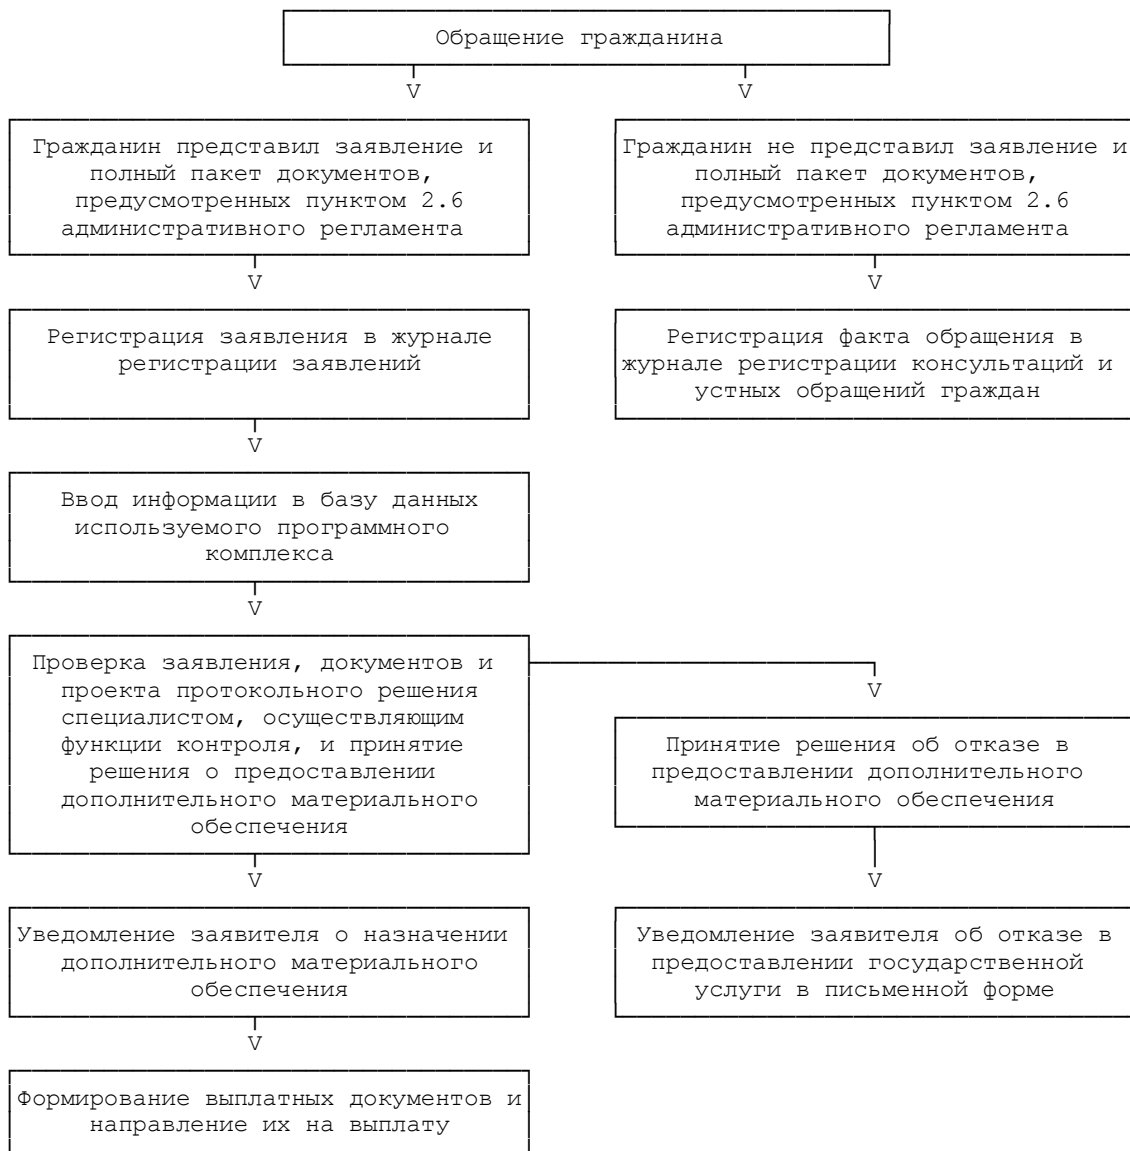 Обращение гражданина
V
V
Гражданин представил заявление и
полный пакет документов,
предусмотренных пунктом 2.6
административного регламента
Гражданин не представил заявление и
полный пакет документов,
предусмотренных пунктом 2.6
административного регламента
V
V
Регистрация заявления в журнале
регистрации заявлений
Регистрация факта обращения в
журнале регистрации консультаций и
устных обращений граждан
V
Ввод информации в базу данных
используемого программного
комплекса
V
Проверка заявления, документов и
проекта протокольного решения
специалистом, осуществляющим
функции контроля, и принятие
решения о предоставлении
дополнительного материального
обеспечения
V
Принятие решения об отказе в
предоставлении дополнительного
материального обеспечения
V
V
Уведомление заявителя о назначении
дополнительного материального
обеспечения
Уведомление заявителя об отказе в
предоставлении государственной
услуги в письменной форме
V
Формирование выплатных документов и
направление их на выплату